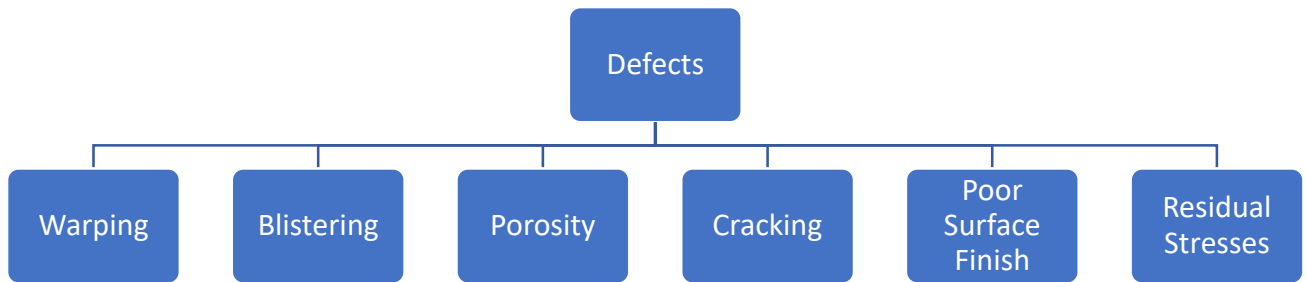 Defects
Warping
Blistering
Porosity
Cracking
Poor
Surface
Finish
Residual
Stresses